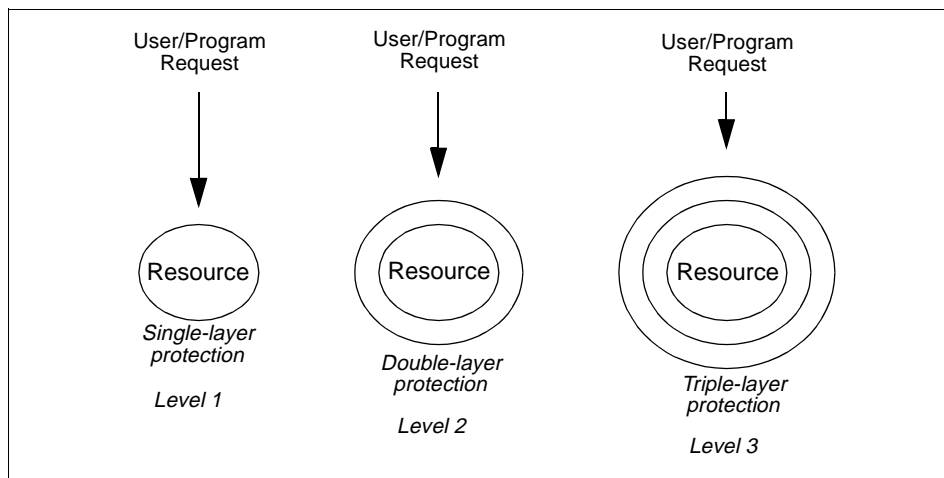 User/Program
Request
Resource
Single-layer
protection
Level 1
User/Program
Request
Resource
Double-layer
protection
Level 2
User/Program
Request
Resource
Triple-layer
protection
Level 3